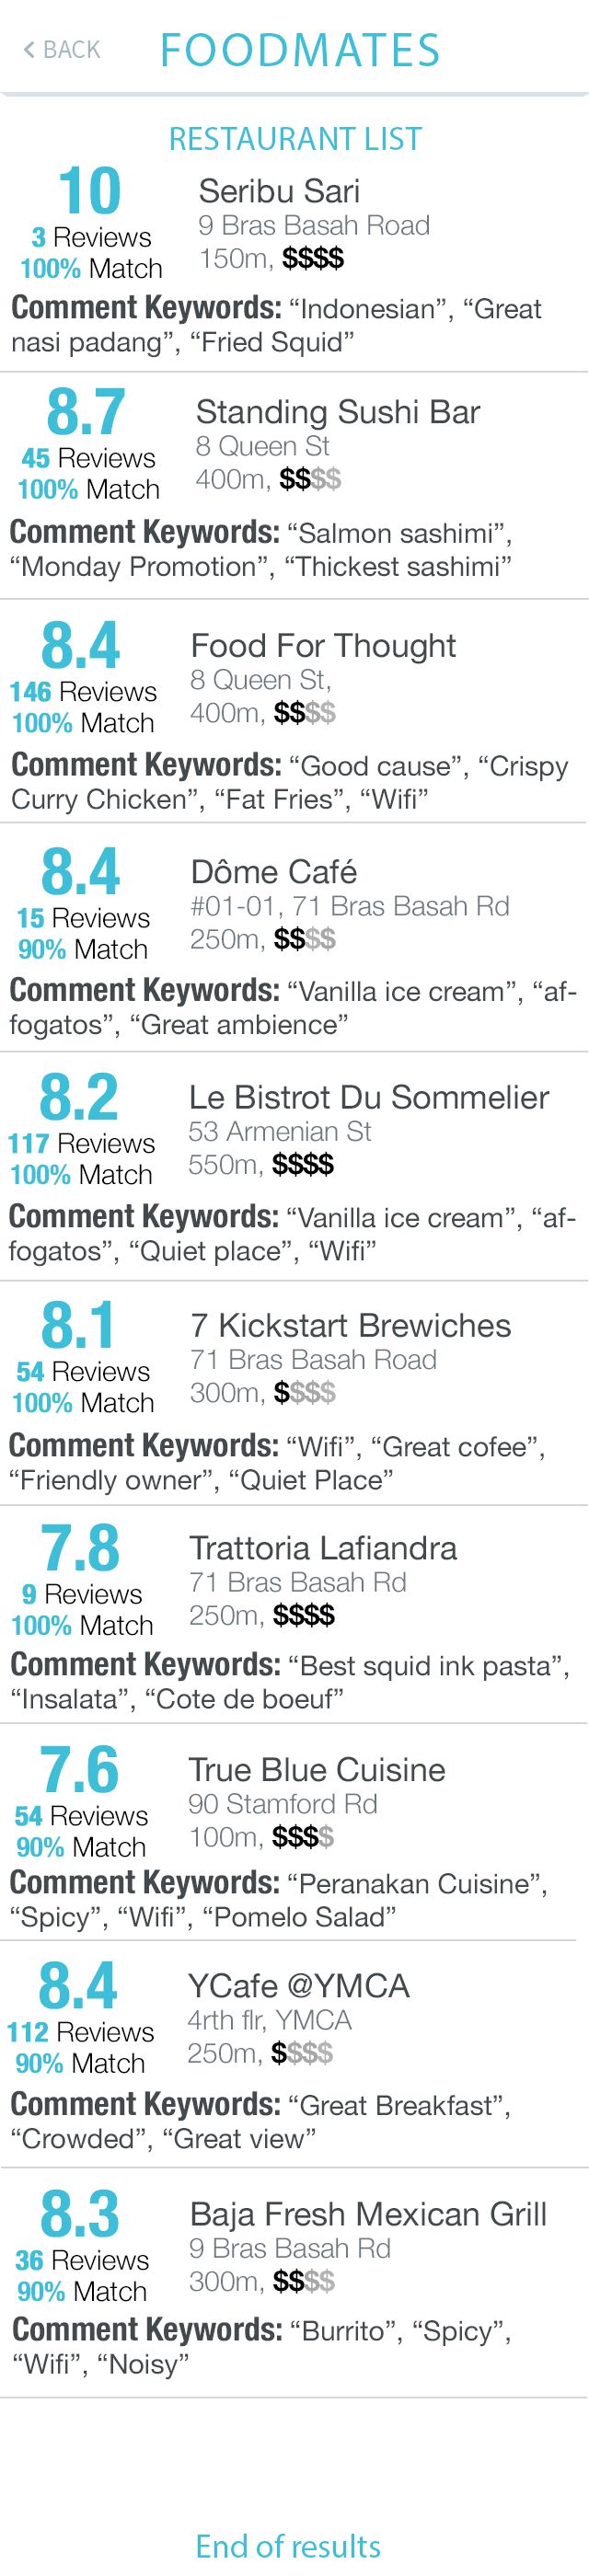 < BACK FOODMATES
RESTAURANT LIST
10
3 Reviews
100% Match
Seribu Sari
9 Bras Basah Road
150m, $$$$
Comment Keywords: “Indonesian”, “Great
nasi padang”, “Fried Squid”
8.7
45 Reviews
100% Match
Standing Sushi Bar
8 Queen St
400m, $$$$
Comment Keywords: “Salmon sashimi”,
“Monday Promotion”, “Thickest sashimi”
8.4
146 Reviews
100% Match
Food For Thought
8 Queen St,
400m, $$$$
Comment Keywords: “Good cause”, “Crispy
Curry Chicken”, “Fat Fries”, “Wifi”
8.4
15 Reviews
90% Match
Dôme Café
#01-01, 71 Bras Basah Rd
250m, $$$$
Comment Keywords: “Vanilla ice cream”, “af-
fogatos”, “Great ambience”
8.2
117 Reviews
100% Match
Le Bistrot Du Sommelier
53 Armenian St
550m, $$$$
Comment Keywords: “Vanilla ice cream”, “af-
fogatos”, “Quiet place”, “Wifi”
8.1
54 Reviews
100% Match
7 Kickstart Brewiches
71 Bras Basah Road
300m, $$$$
Comment Keywords: “Wifi”, “Great cofee”,
“Friendly owner”, “Quiet Place”
7.8
9 Reviews
100% Match
Trattoria Lafiandra
71 Bras Basah Rd
250m, $$$$
Comment Keywords: “Best squid ink pasta”,
“Insalata”, “Cote de boeuf”
7.6
54 Reviews
90% Match
True Blue Cuisine
90 Stamford Rd
100m, $$$$
Comment Keywords: “Peranakan Cuisine”,
“Spicy”, “Wifi”, “Pomelo Salad”
8.4
112 Reviews
90% Match
YCafe @YMCA
4rth flr, YMCA
250m, $$$$
Comment Keywords: “Great Breakfast”,
“Crowded”, “Great view”
8.3
36 Reviews
90% Match
Baja Fresh Mexican Grill
9 Bras Basah Rd
300m, $$$$
Comment Keywords: “Burrito”, “Spicy”,
“Wifi”, “Noisy”
End of results